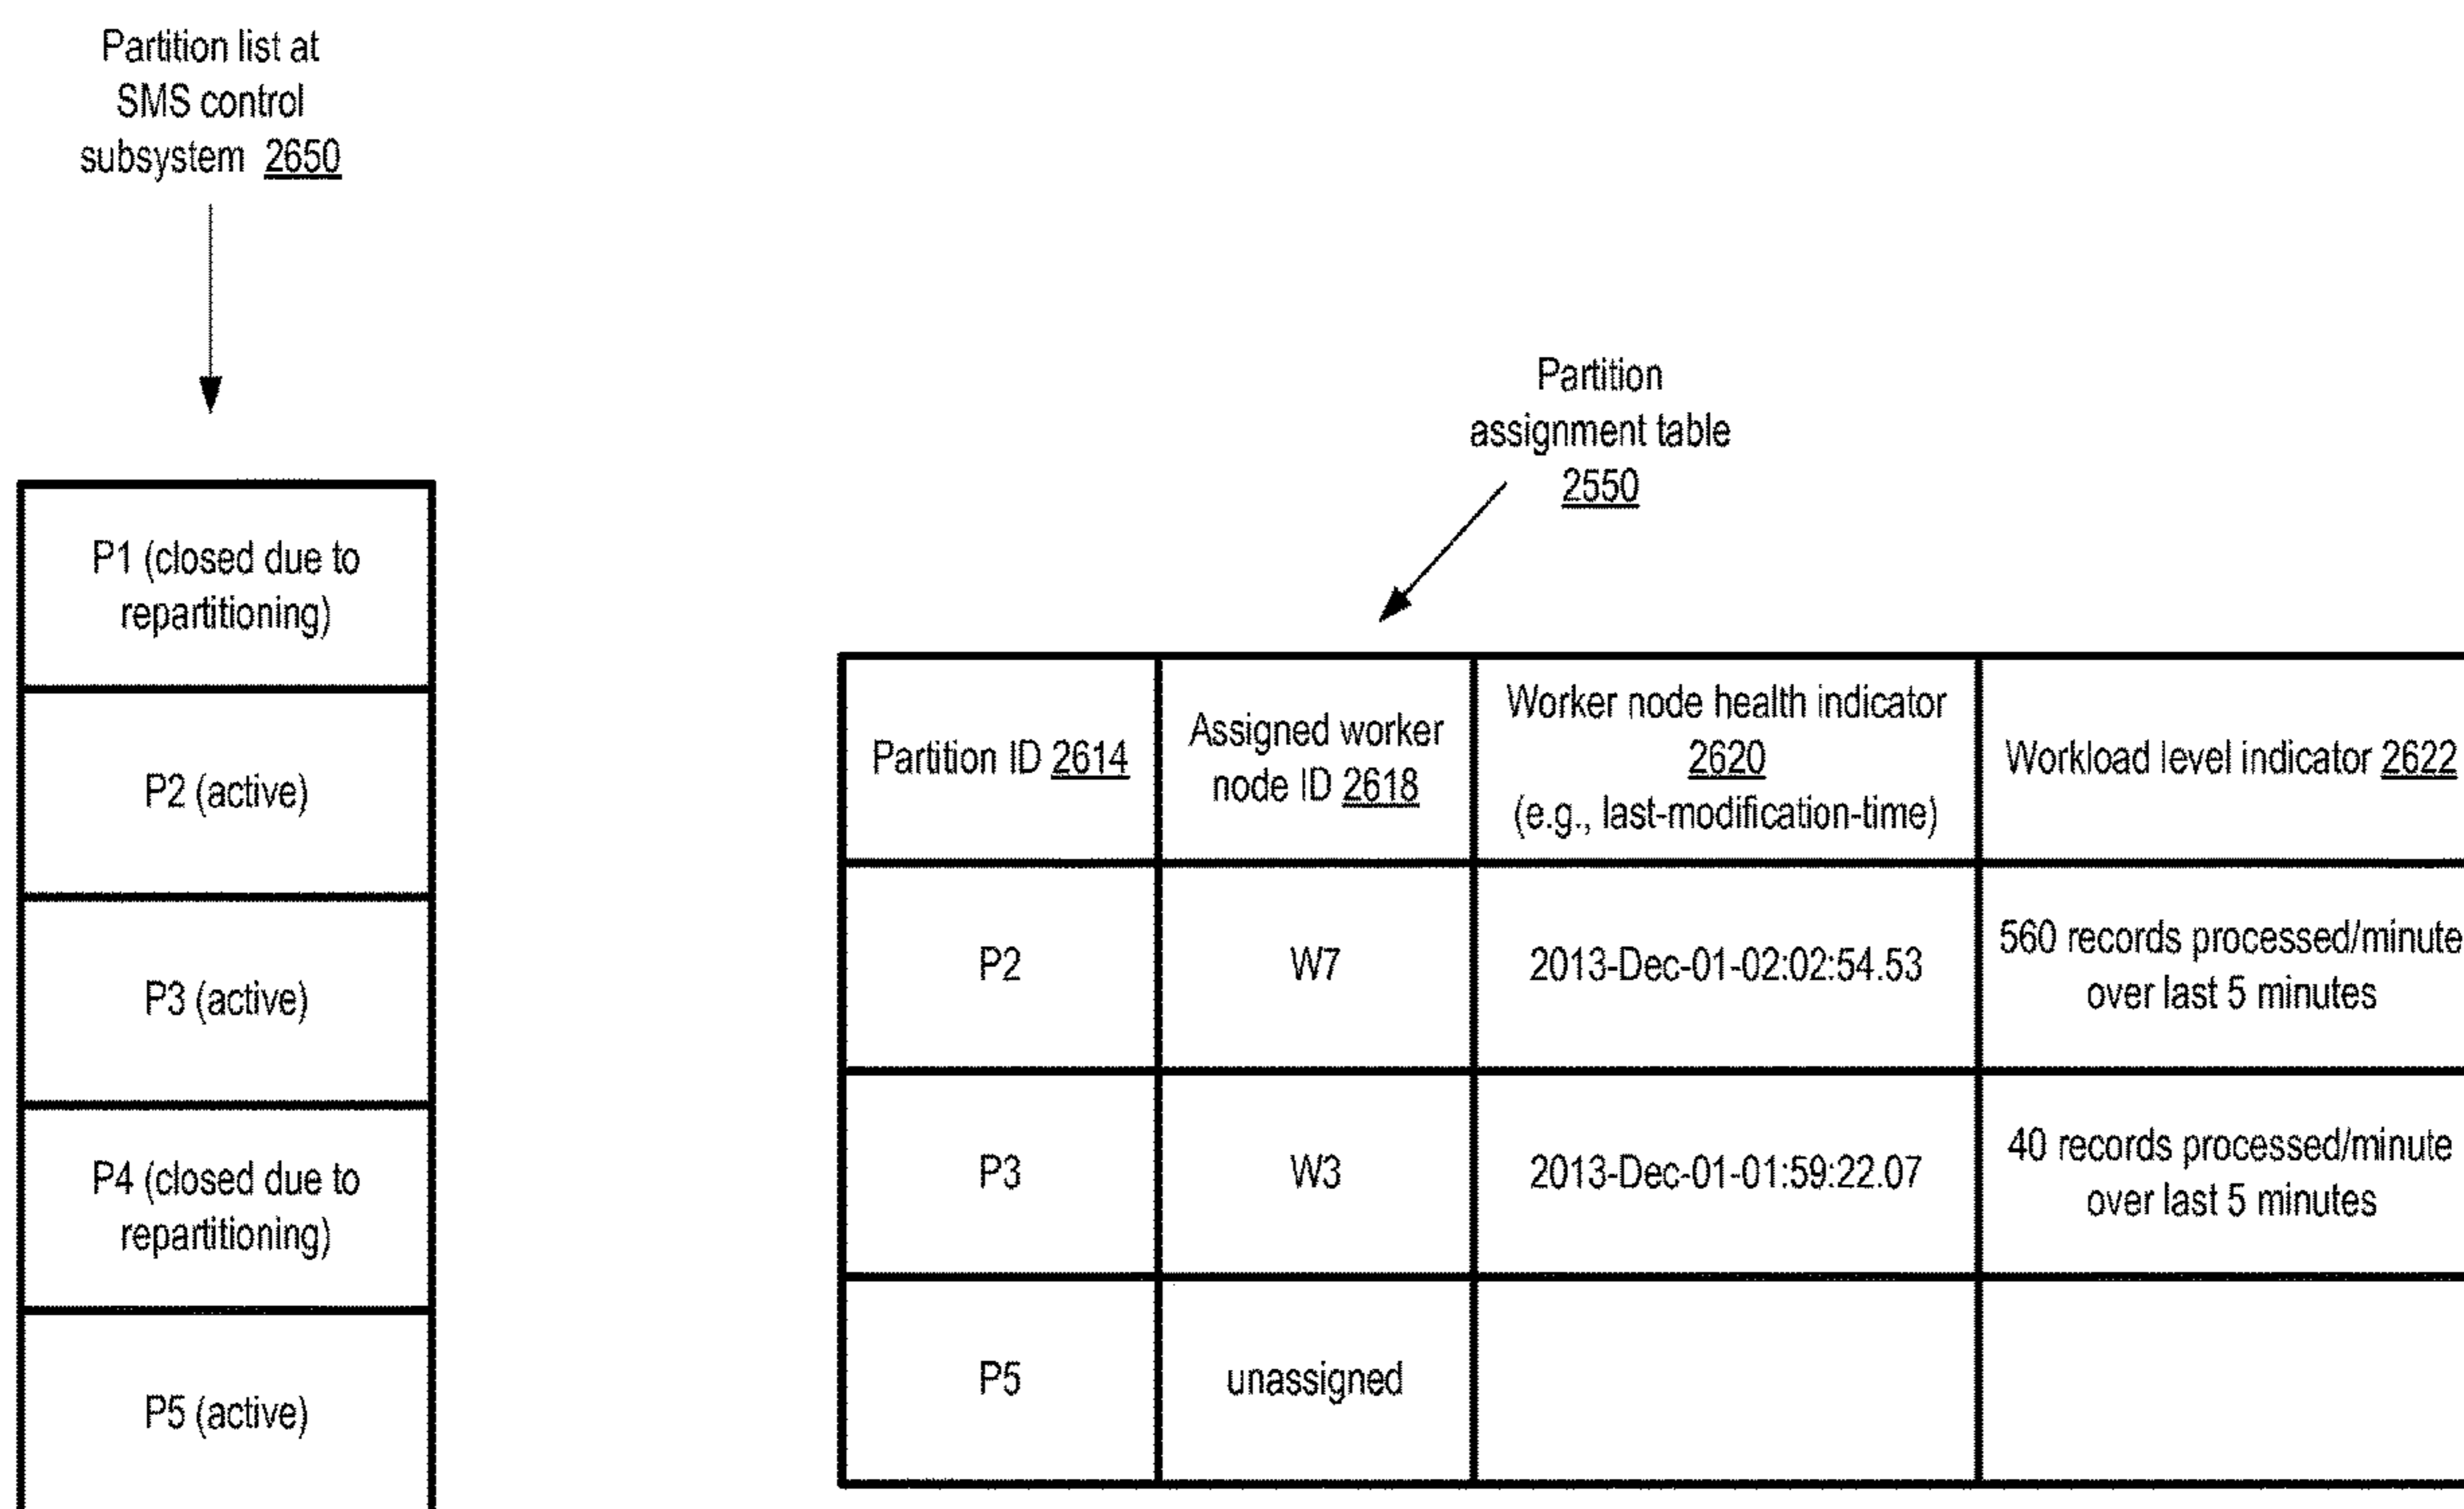 Partition list at
SMS control
subsystem 2650
P1 (closed due to
repartitioning)
P2 (active)
P3 (active)
P4 (closed due to
repartitioning)
P5 (active)
Partition
assignment table
2550
Partition ID 2614
Assigned worker
node ID 2618
Worker node health indicator
2620
(e.g., last-modification-time)
Workload level indicator 2622
P2
W7
2013-Dec-01-02:02:54.53
560 records processed/minute
over last 5 minutes
P3
W3
2013-Dec-01-01:59:22.07
40 records processed/minute
over last 5 minutes
P5
unassigned